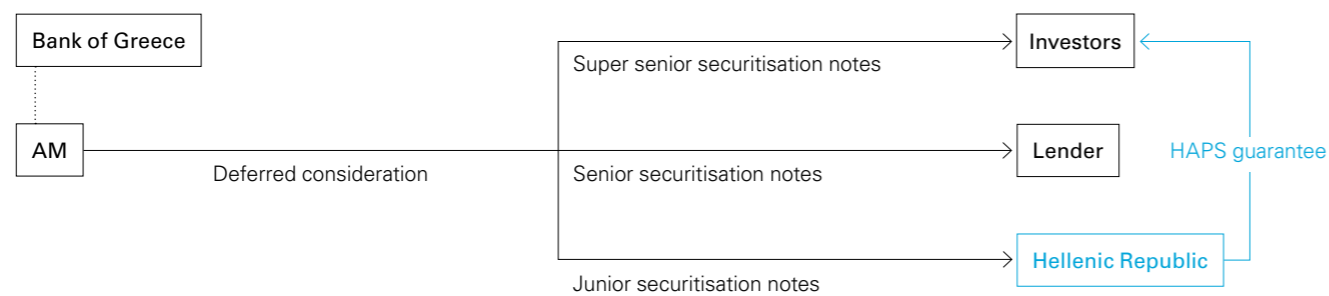 Bank of Greece
Investors
Super senior securitisation notes
AM
Lender
HAPS guarantee
Deferred consideration
Senior securitisation notes
Hellenic Republic
Junior securitisation notes